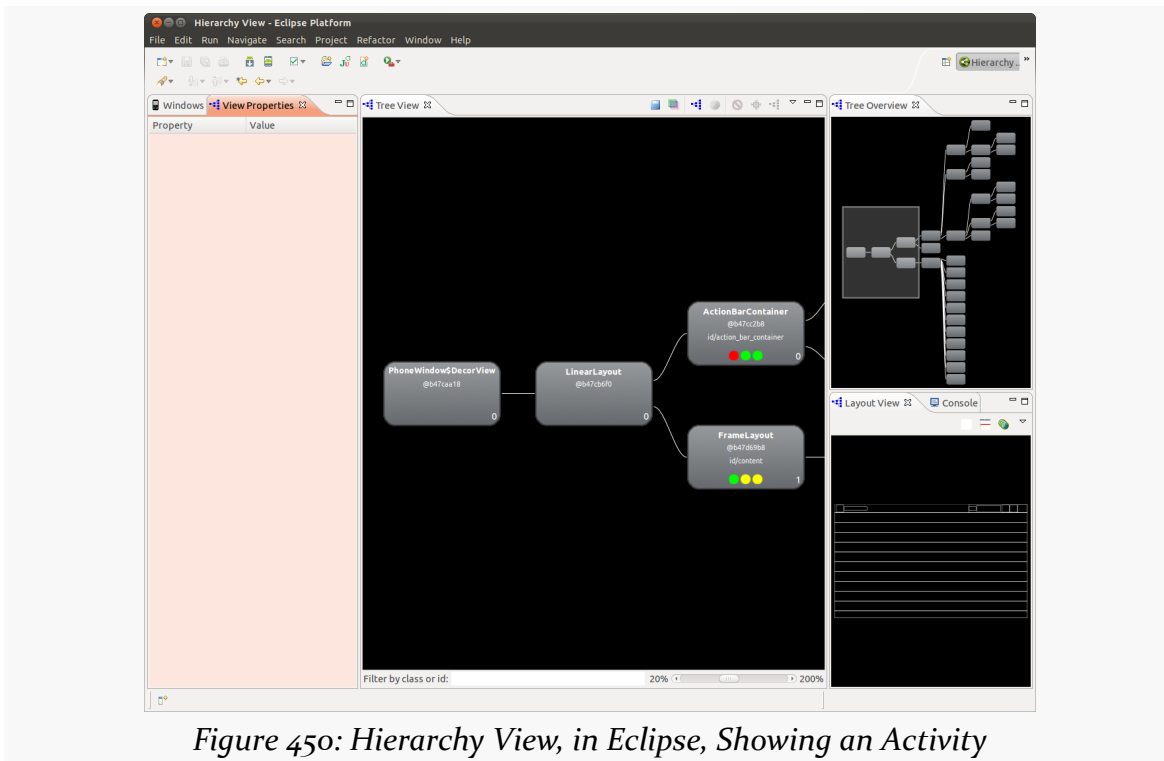 Hierarchy View - Eclipse Platform
File Edit Run Navigate Search Project Refactor Window Help
Hierarchy... »
Windows View Properties
Tree View
Tree Overview
Property Value
ActionBarContainer
@b47cc2b8
id/action_bar_container
0
PhoneWindow$DecorView
@b47caa18
0
LinearLayout
@b47cb6f0
0
FrameLayout
@b47d69b8
id/content
1
Layout View Console
Filter by class or id: 20% 200%
Figure 450: Hierarchy View, in Eclipse, Showing an Activity